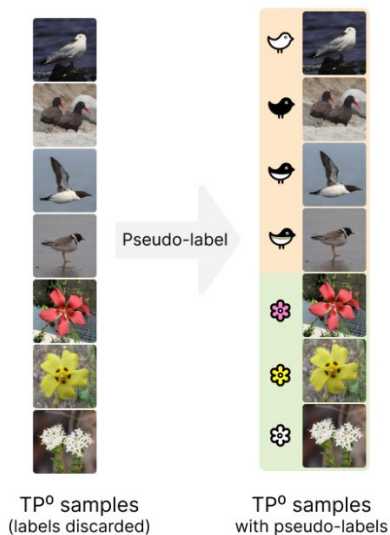 Pseudo-label
TP⁰ samples
(labels discarded)
TP⁰ samples
with pseudo-labels